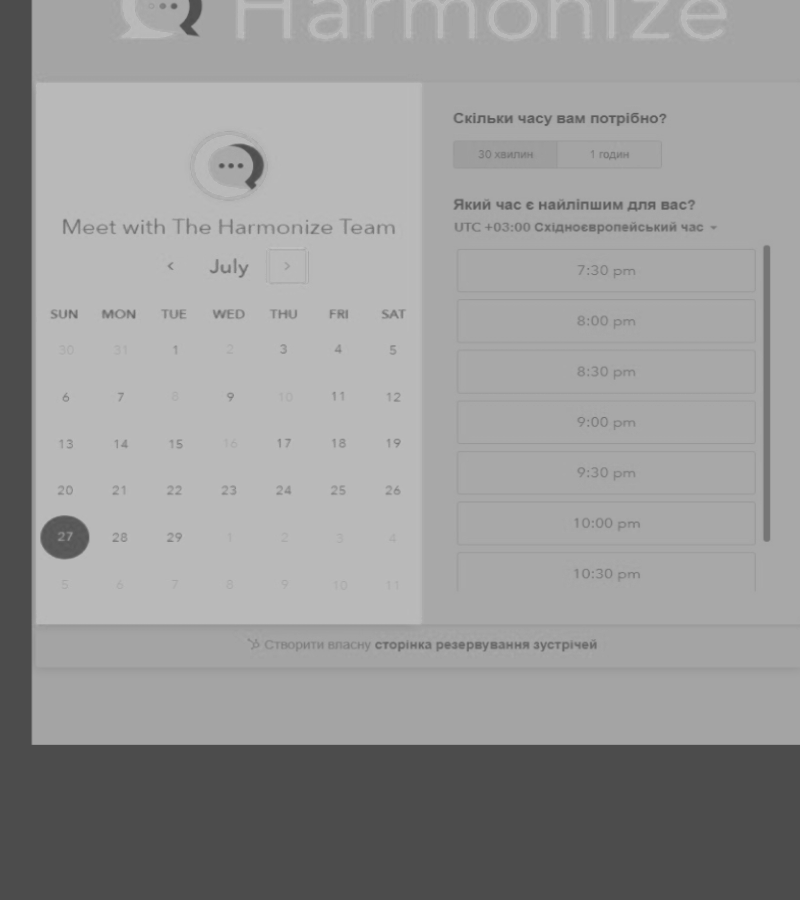 Harmonize
Meet with The Harmonize Team
‹ July ›
SUN MON TUE WED THU FRI SAT
30 31 1 2 3 4 5
6 7 8 9 10 11 12
13 14 15 16 17 18 19
20 21 22 23 24 25 26
27 28 29 1 2 3 4
5 6 7 8 9 10 11
Скільки часу вам потрібно?
30 хвилин 1 годин
Який час є найліпшим для вас?
UTC +03:00 Східноєвропейський час
7:30 pm
8:00 pm
8:30 pm
9:00 pm
9:30 pm
10:00 pm
10:30 pm
Створити власну сторінка резервування зустрічей